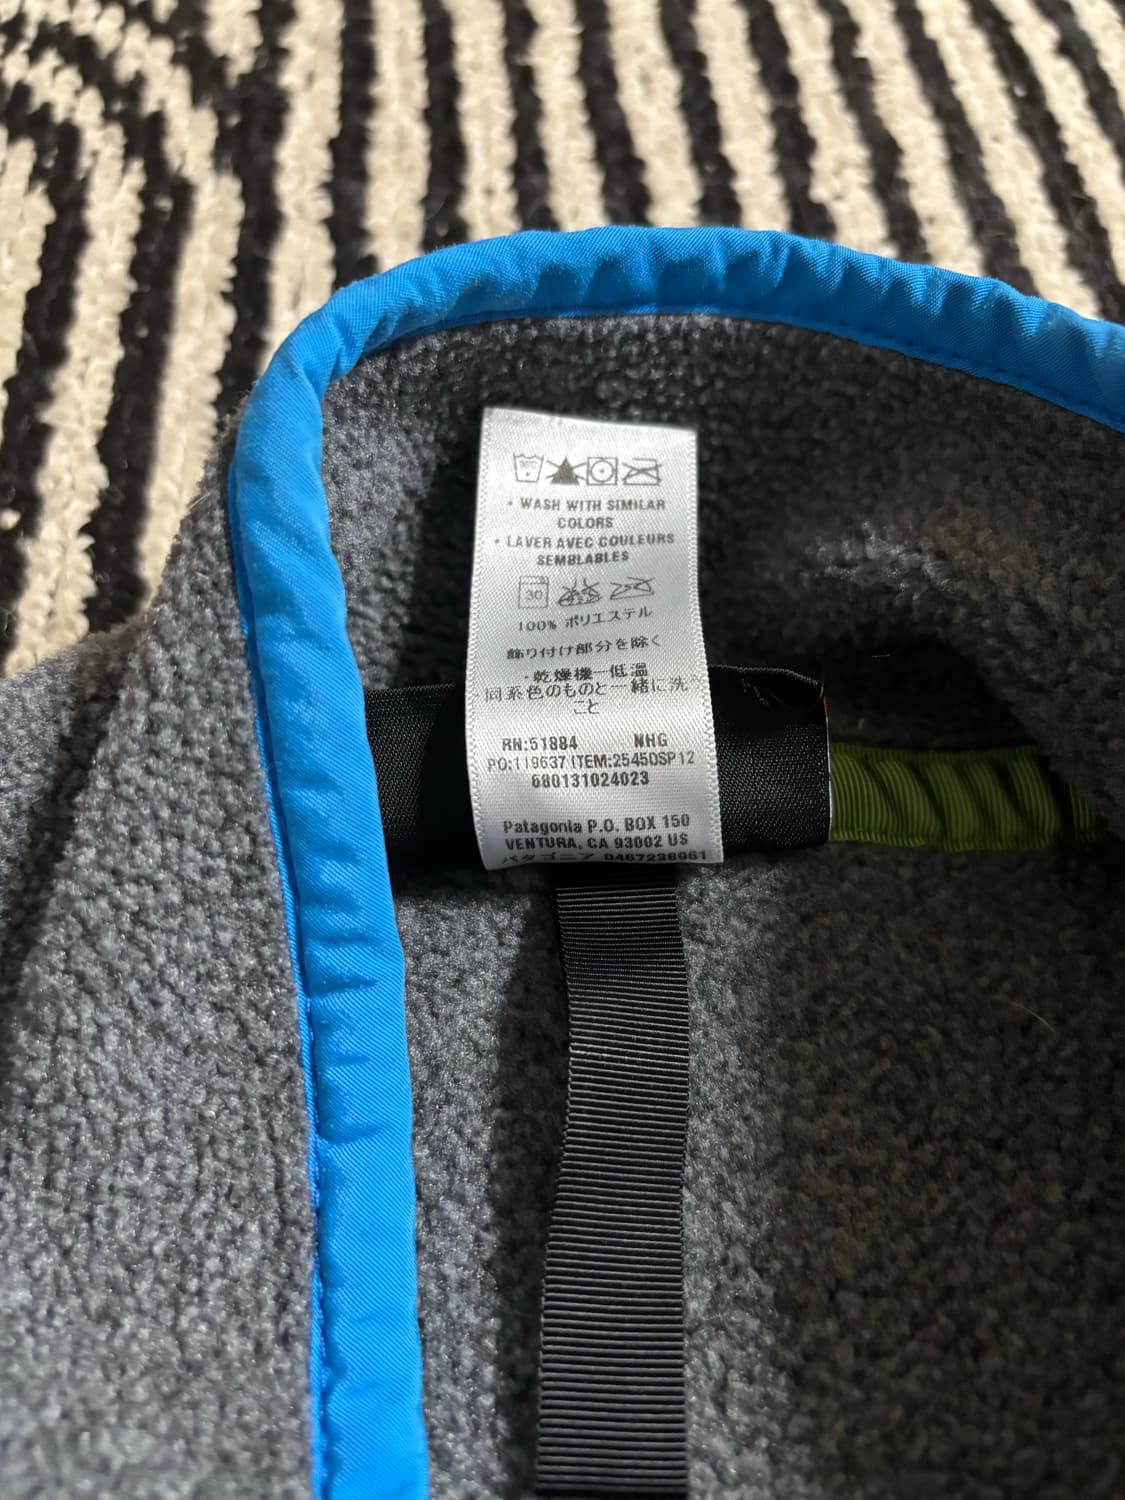 • WASH WITH SIMILAR
COLORS
• LAVER AVEC COULEURS
SEMBLABLES
30
100% ポリエステル
飾り付け部分を除く
・乾燥機ー低温
同系色のものと一緒に洗
こと
RN:51884 NHG
PO:119637 ITEM:25450SP12
680131024023
Patagonia P.O. BOX 150
VENTURA, CA 93002 US
パタゴニア 0467238961